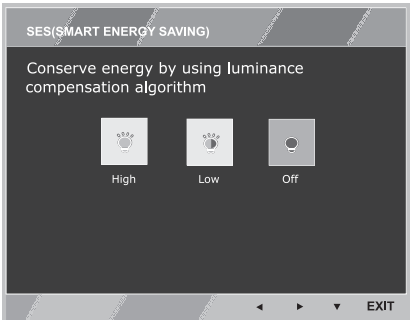 SES(SMART ENERGY SAVING)
Conserve energy by using luminance
compensation algorithm
High Low Off
EXIT